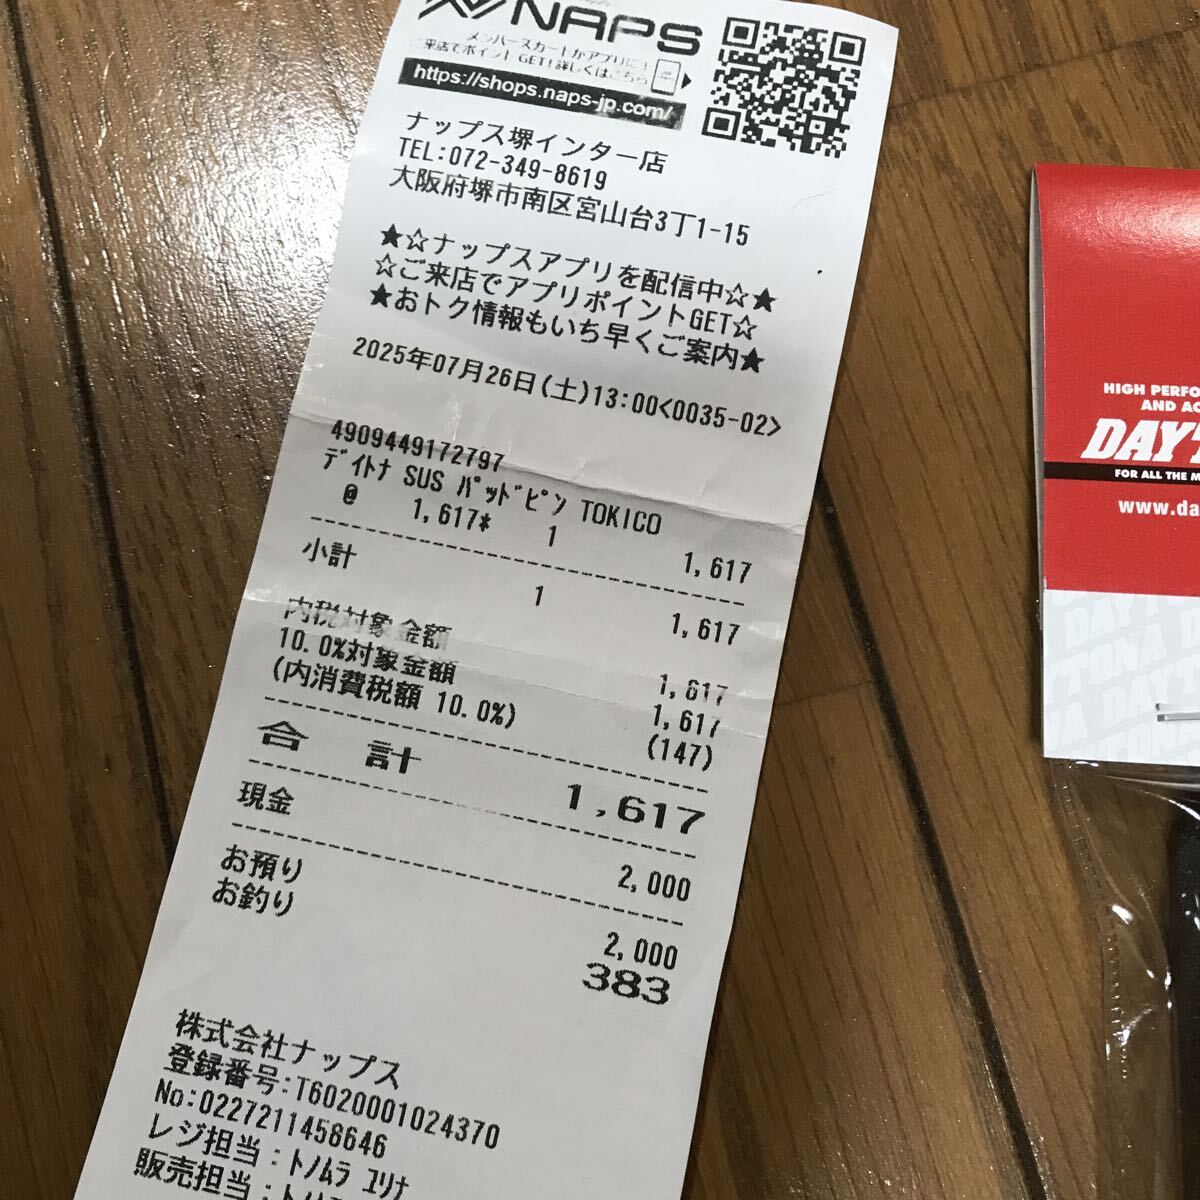 NAPS
メンバーズカードかアプリに！
ご来店でポイントGET!詳しくはこちら
https://shops.naps-jp.com/
ナップス堺インター店
TEL:072-349-8619
大阪府堺市南区宮山台3丁1-15
★☆ナップスアプリを配信中☆★
☆ご来店でアプリポイントGET☆
★おトク情報もいち早くご案内★
2025年07月26日(土)13:00<0035-02>
4909449172797
ﾃﾞｲﾄﾅ SUS ﾊﾟｯﾄﾞﾋﾟﾝ TOKICO
@ 1,617* 1 1,617
小計 1 1,617
内税対象金額 1,617
10.0%対象金額 1,617
(内消費税額 10.0%) (147)
合 計 1,617
現金 2,000
お預り 2,000
お釣り 383
株式会社ナップス
登録番号:T6020001024370
No:0227211458646
レジ担当:ﾄﾉﾑﾗ ﾕﾘﾅ
販売担当:
HIGH PERFO
AND AC
DAYT
FOR ALL THE M
www.da